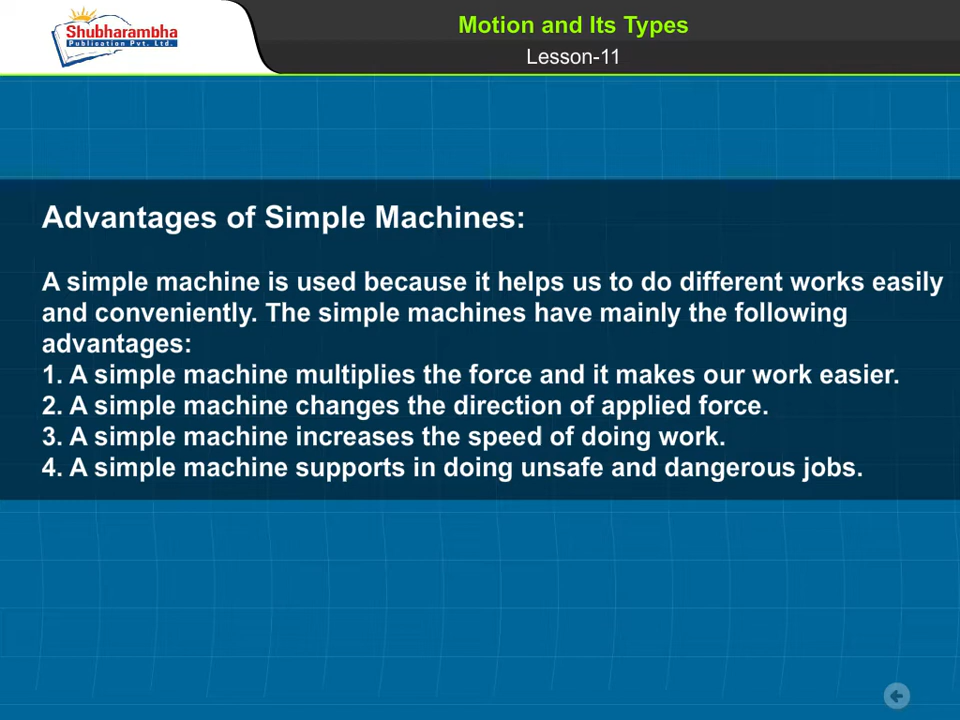 Shubharambha
Publication Pvt. Ltd.
Motion and Its Types
Lesson-11
Advantages of Simple Machines:
A simple machine is used because it helps us to do different works easily
and conveniently. The simple machines have mainly the following
advantages:
1. A simple machine multiplies the force and it makes our work easier.
2. A simple machine changes the direction of applied force.
3. A simple machine increases the speed of doing work.
4. A simple machine supports in doing unsafe and dangerous jobs.